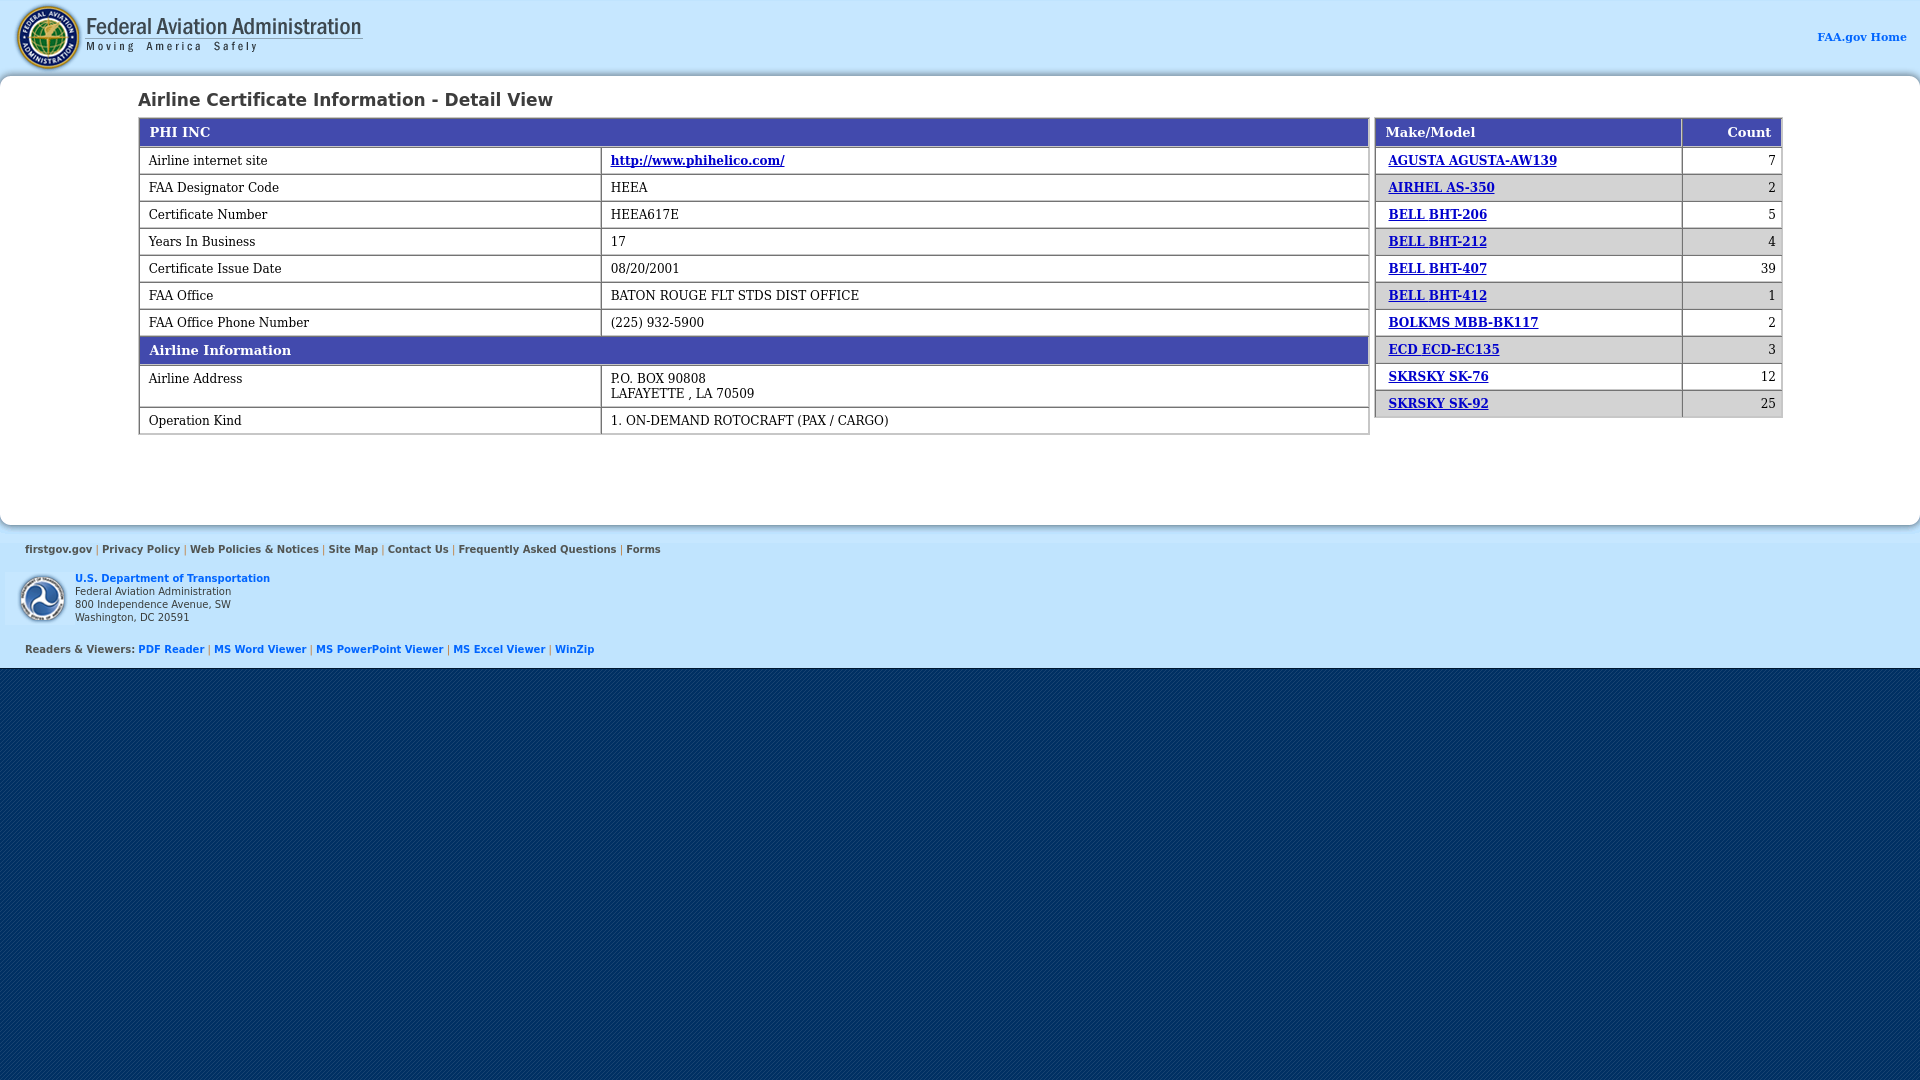 Federal Aviation Administration
Moving America Safely
FAA.gov Home
Airline Certificate Information - Detail View
PHI INC
Airline internet site http://www.phihelico.com/
FAA Designator Code HEEA
Certificate Number HEEA617E
Years In Business 17
Certificate Issue Date 08/20/2001
FAA Office BATON ROUGE FLT STDS DIST OFFICE
FAA Office Phone Number (225) 932-5900
Airline Information
Airline Address P.O. BOX 90808
LAFAYETTE , LA 70509
Operation Kind 1. ON-DEMAND ROTOCRAFT (PAX / CARGO)
Make/Model Count
AGUSTA AGUSTA-AW139 7
AIRHEL AS-350 2
BELL BHT-206 5
BELL BHT-212 4
BELL BHT-407 39
BELL BHT-412 1
BOLKMS MBB-BK117 2
ECD ECD-EC135 3
SKRSKY SK-76 12
SKRSKY SK-92 25
firstgov.gov | Privacy Policy | Web Policies & Notices | Site Map | Contact Us | Frequently Asked Questions | Forms
U.S. Department of Transportation
Federal Aviation Administration
800 Independence Avenue, SW
Washington, DC 20591
Readers & Viewers: PDF Reader | MS Word Viewer | MS PowerPoint Viewer | MS Excel Viewer | WinZip